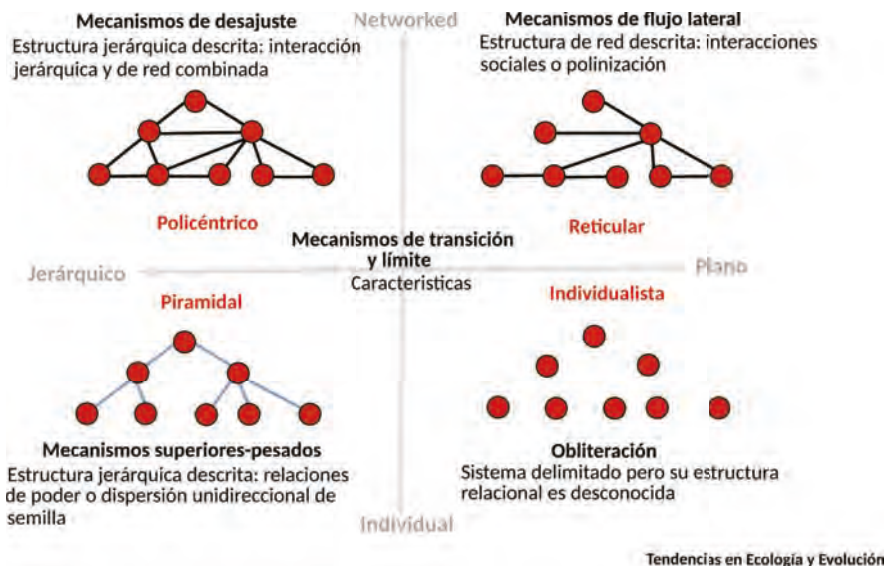 Mecanismos de desajuste
Estructura jerárquica descrita: interacción
jerárquica y de red combinada
Policéntrico
Networked
Mecanismos de flujo lateral
Estructura de red descrita: interacciones
sociales o polinización
Reticular
Jerárquico
Mecanismos de transición
y límite
Caracteristicas
Plano
Piramidal
Mecanismos superiores-pesados
Estructura jerárquica descrita: relaciones
de poder o dispersión unidireccional de
semilla
Individualista
Obliteración
Sistema delimitado pero su estructura
relacional es desconocida
Individual
Tendencias en Ecología y Evolución